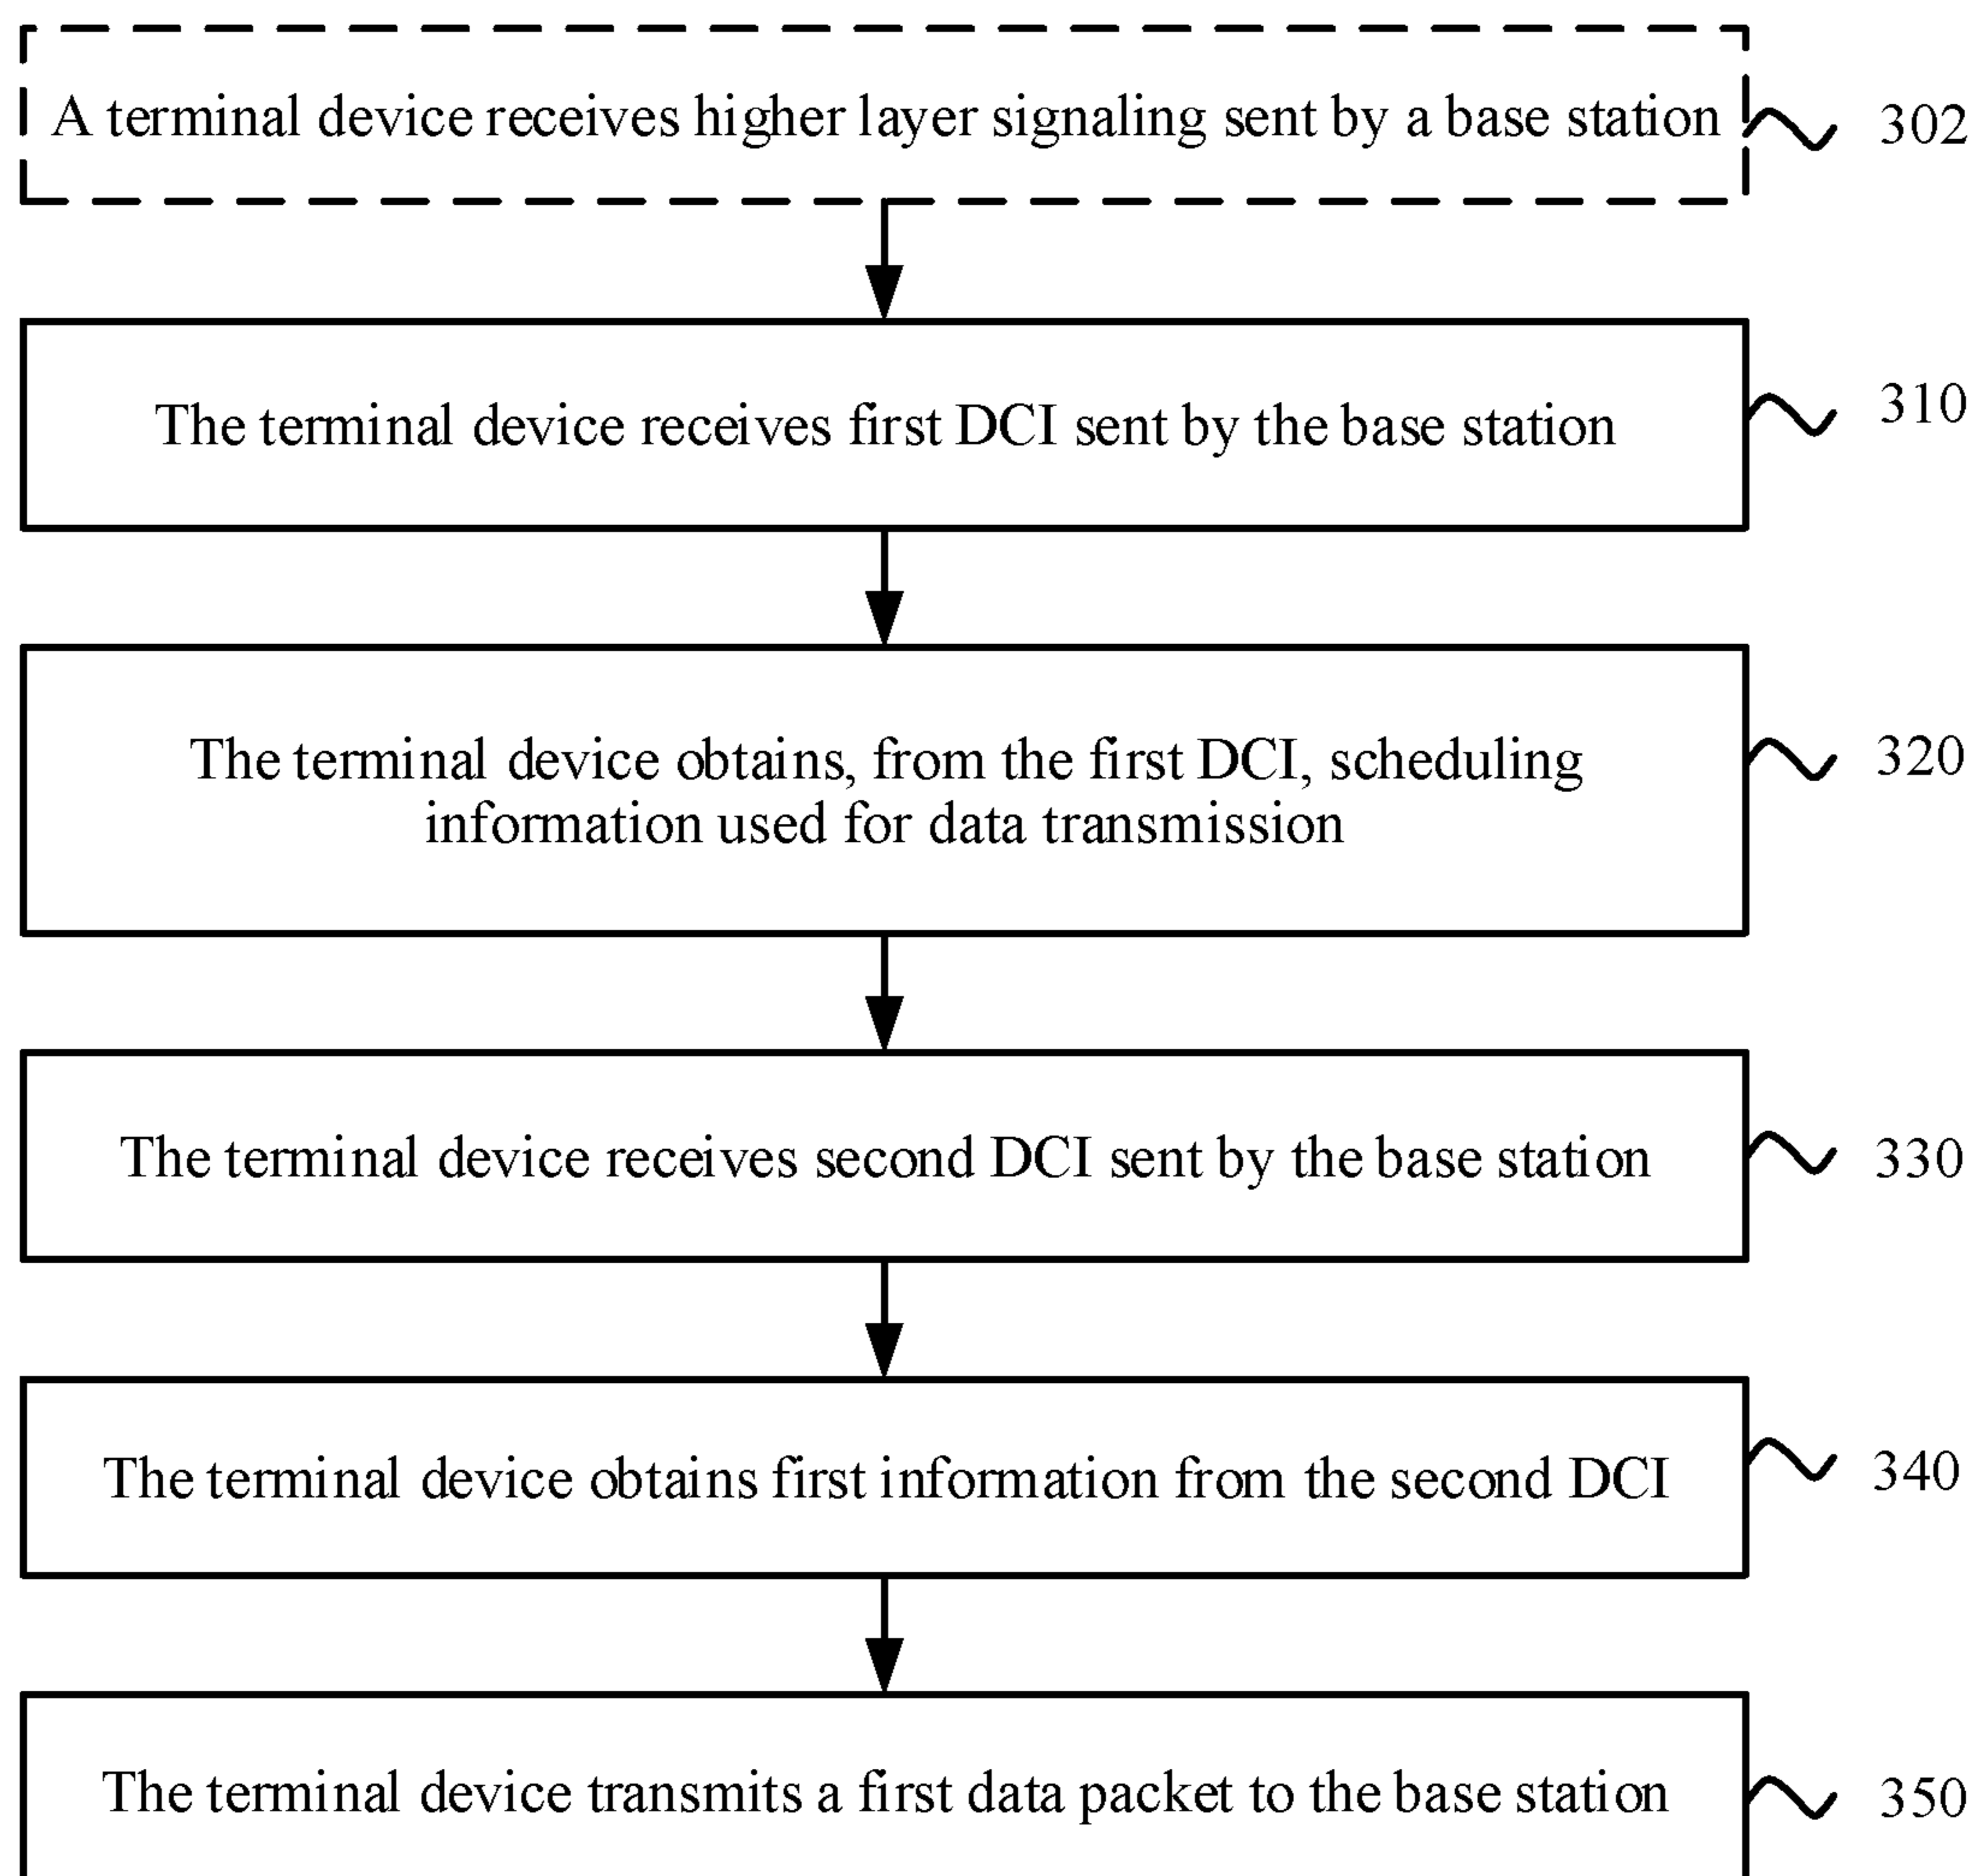 A terminal device receives higher layer signaling sent by a base station
302
The terminal device receives first DCI sent by the base station
310
The terminal device obtains, from the first DCI, scheduling
information used for data transmission
320
The terminal device receives second DCI sent by the base station
330
The terminal device obtains first information from the second DCI
340
The terminal device transmits a first data packet to the base station
350